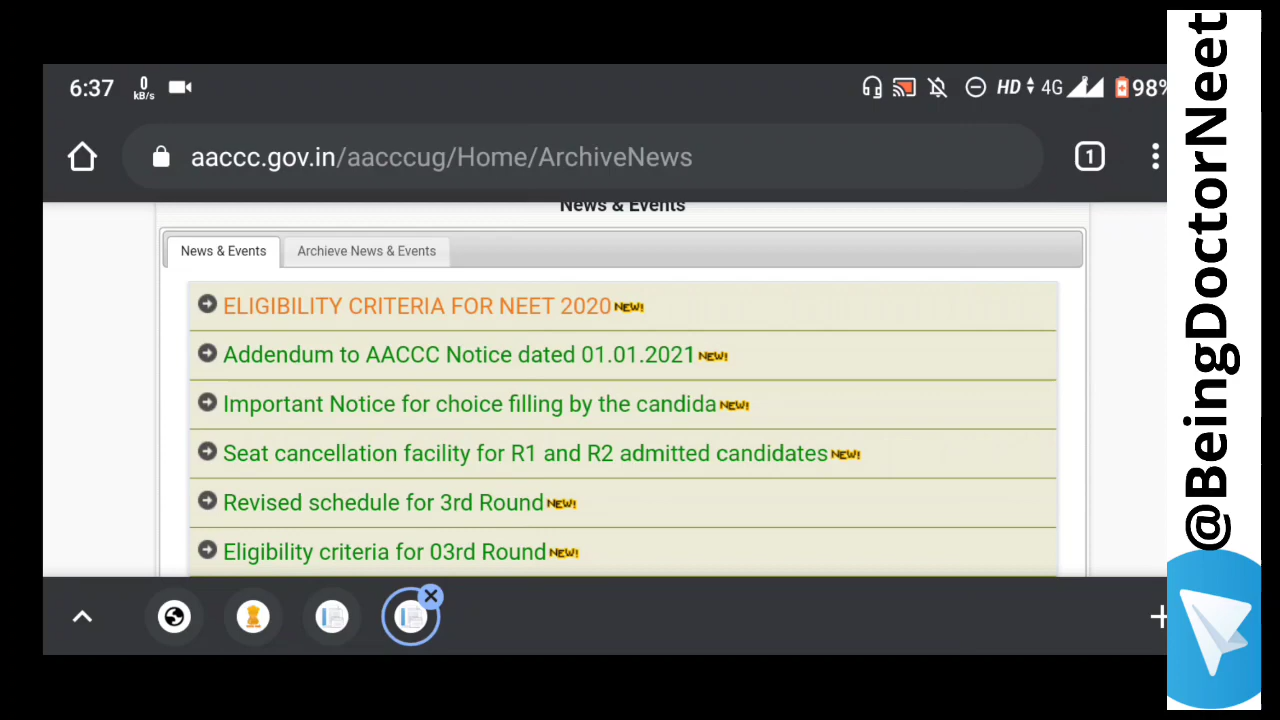 6:37
0
kB/s
HD 4G 98%
aaccc.gov.in/aacccug/Home/ArchiveNews
1
News & Events
News & Events
Archieve News & Events
ELIGIBILITY CRITERIA FOR NEET 2020 NEW!
Addendum to AACCC Notice dated 01.01.2021 NEW!
Important Notice for choice filling by the candida NEW!
Seat cancellation facility for R1 and R2 admitted candidates NEW!
Revised schedule for 3rd Round NEW!
Eligibility criteria for 03rd Round NEW!
@BeingDoctorNeet